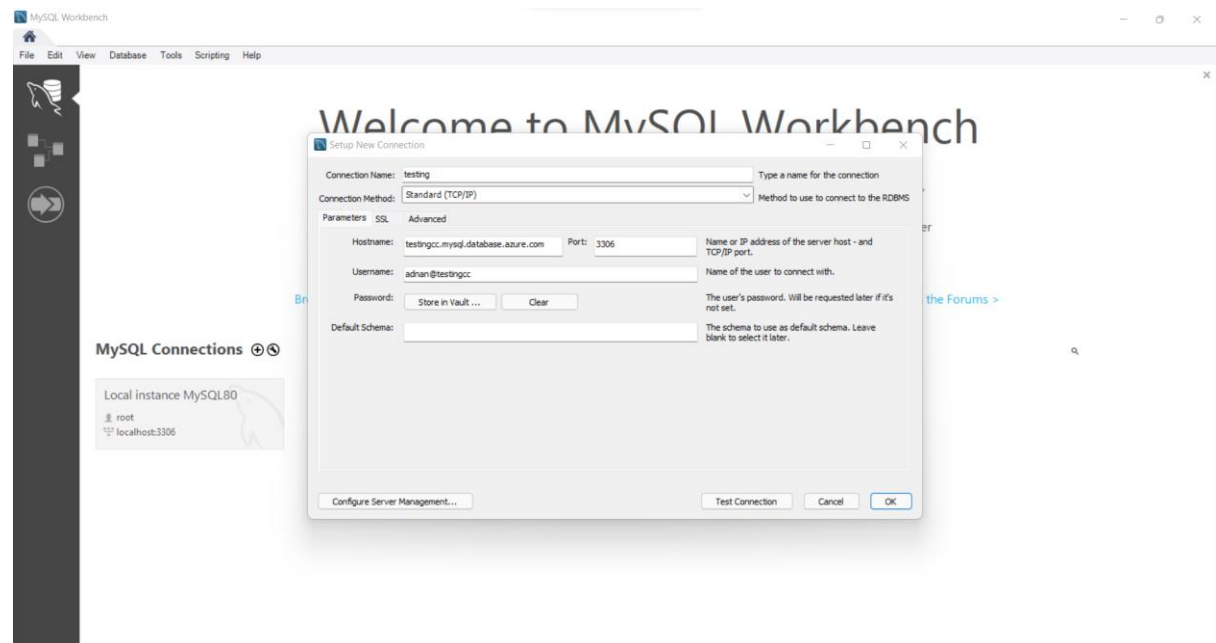 MySQL Workbench
File Edit View Database Tools Scripting Help
Welcome to MySQL Workbench
Setup New Connection
Connection Name: testing Type a name for the connection
Connection Method: Standard (TCP/IP) Method to use to connect to the RDBMS
Parameters SSL Advanced
Hostname: testingcc.mysql.database.azure.com Port: 3306 Name or IP address of the server host - and
TCP/IP port.
er
Username: adnan@testingcc Name of the user to connect with.
Password: Store in Vault ... Clear The user's password. Will be requested later if it's
not set.
Br
the Forums >
Default Schema: The schema to use as default schema. Leave
blank to select it later.
MySQL Connections
Local instance MySQL80
root
localhost:3306
Configure Server Management... Test Connection Cancel OK